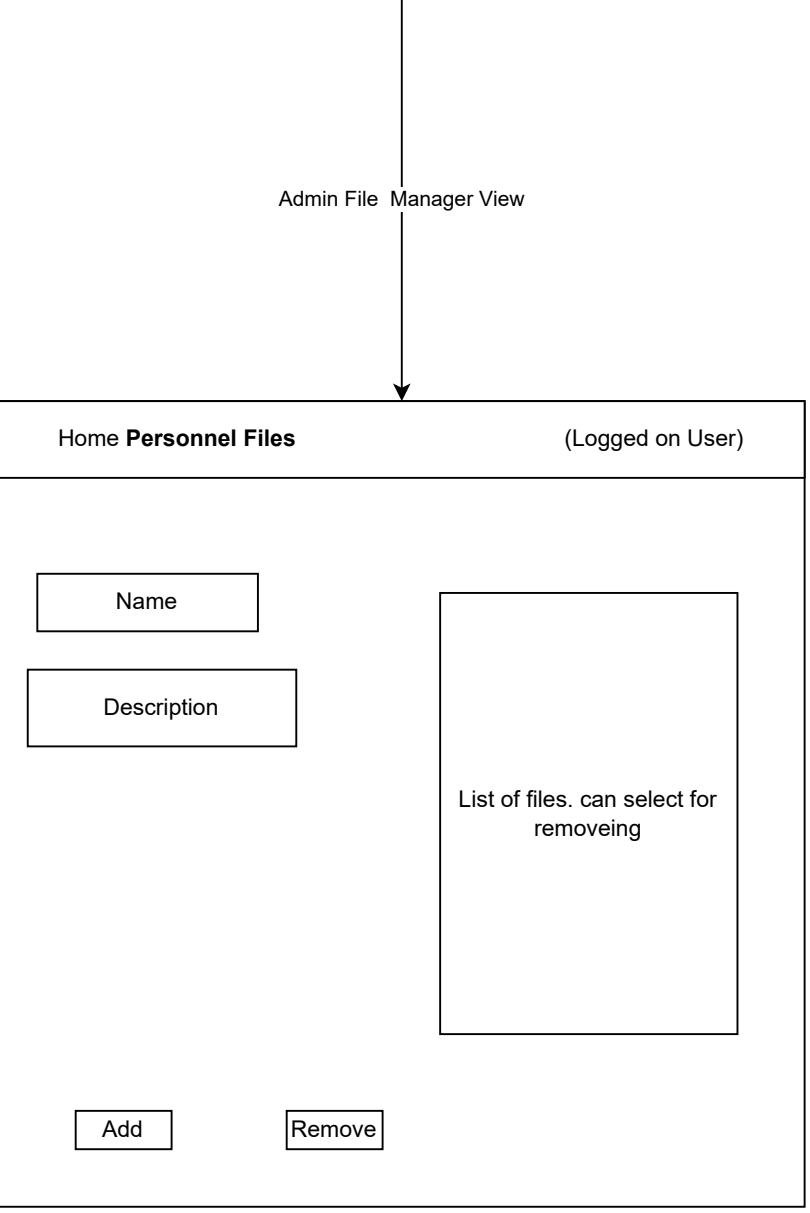 Admin File  Manager View
Home Personnel Files
(Logged on User)
Name
Description
List of files. can select for
removeing
Add
Remove